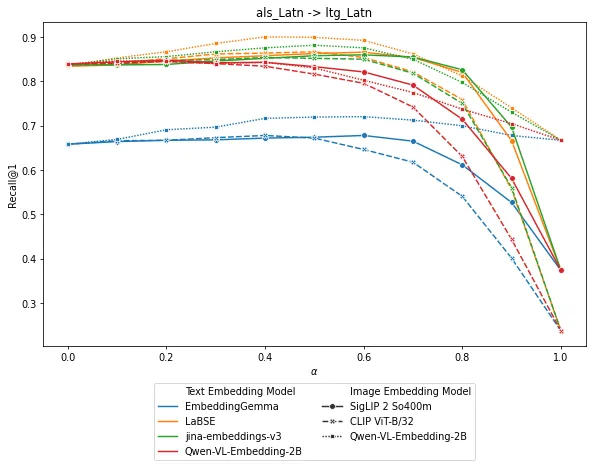 als_Latn -> ltg_Latn
Recall@1
0.9
0.8
0.7
0.6
0.5
0.4
0.3
0.0 0.2 0.4 0.6 0.8 1.0
α
Text Embedding Model Image Embedding Model
EmbeddingGemma SigLIP 2 So400m
LaBSE CLIP ViT-B/32
jina-embeddings-v3 Qwen-VL-Embedding-2B
Qwen-VL-Embedding-2B